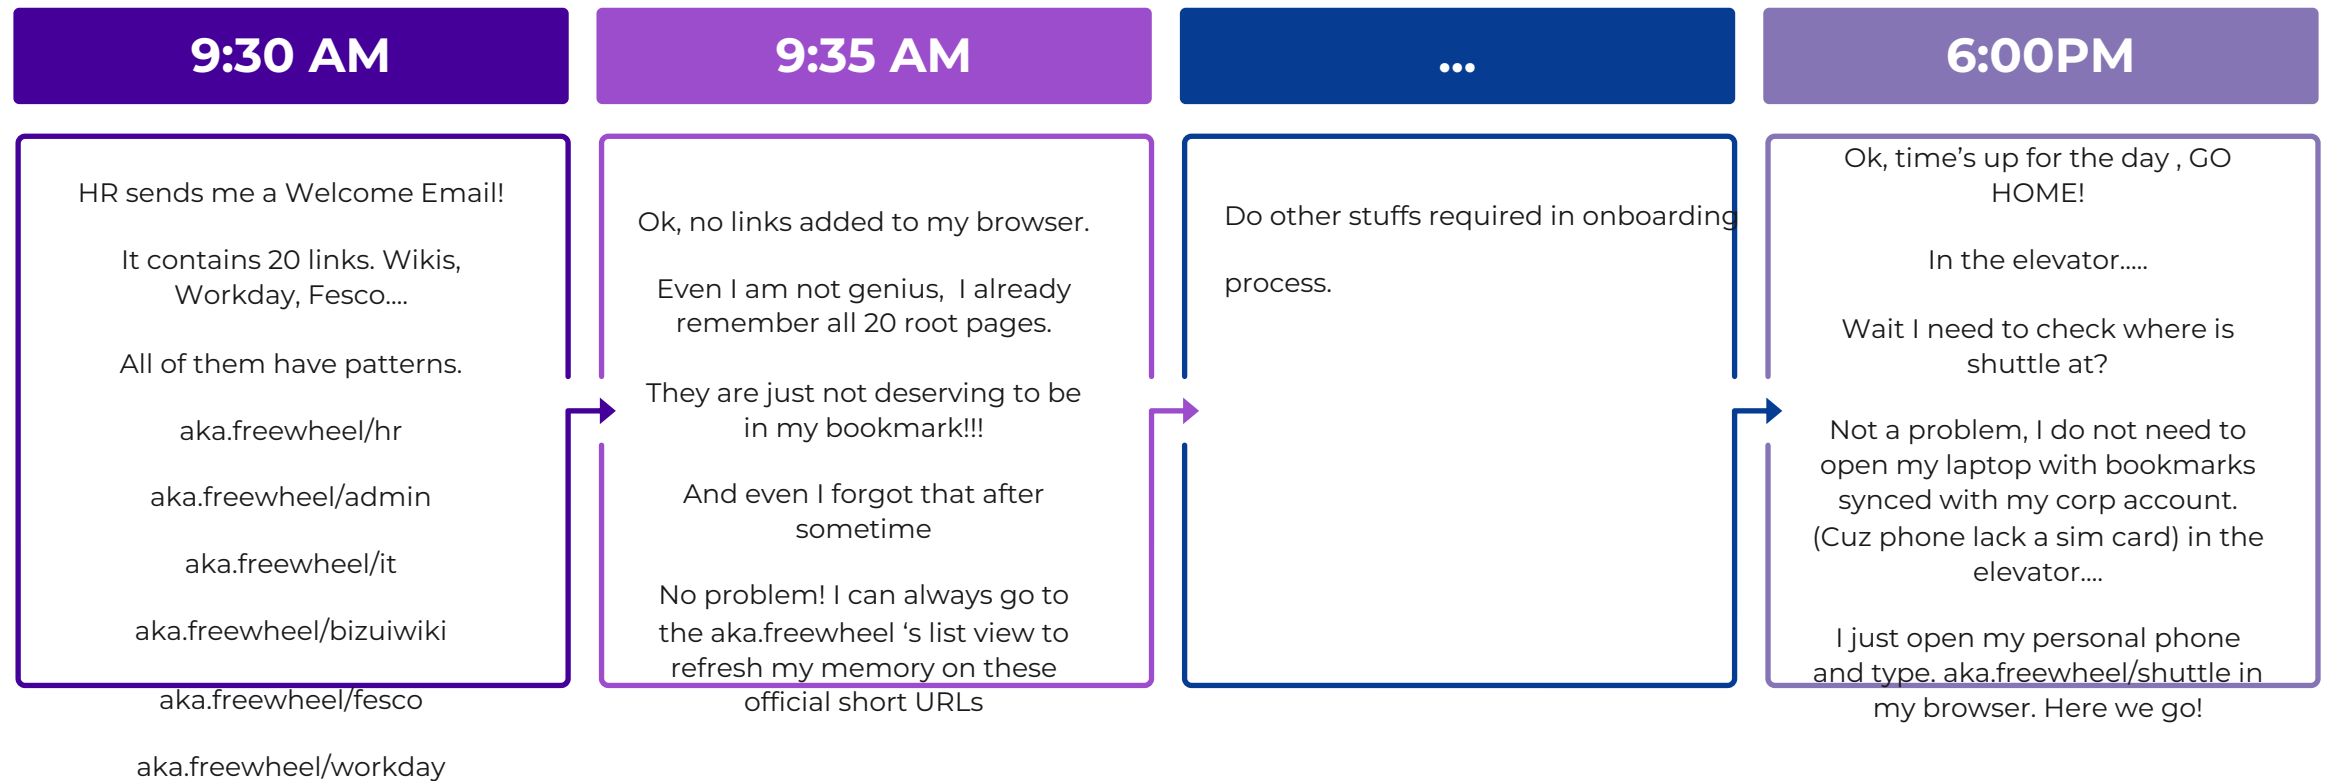 9:30 AM
HR sends me a Welcome Email!
It contains 20 links. Wikis,
Workday, Fesco....
All of them have patterns.
aka.freewheel/hr
aka.freewheel/admin
aka.freewheel/it
aka.freewheel/bizuiwiki
aka.freewheel/fesco
aka.freewheel/workday
9:35 AM
Ok, no links added to my browser.
Even I am not genius,  I already
remember all 20 root pages.
They are just not deserving to be
in my bookmark!!!
And even I forgot that after
sometime
No problem! I can always go to
the aka.freewheel ‘s list view to
refresh my memory on these
official short URLs
...
Do other stuffs required in onboarding
process.
6:00PM
Ok, time’s up for the day , GO
HOME!
In the elevator.....
Wait I need to check where is
shuttle at?
Not a problem, I do not need to
open my laptop with bookmarks
synced with my corp account.
(Cuz phone lack a sim card) in the
elevator....
I just open my personal phone
and type. aka.freewheel/shuttle in
my browser. Here we go!